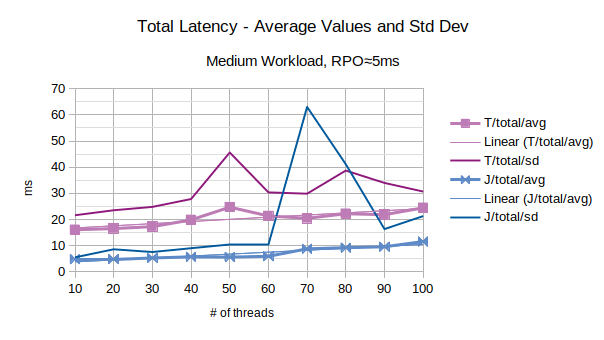 Total Latency - Average Values and Std Dev
Medium Workload, RPO≈5ms
70
60
50
40
30
20
10
0
ms
10 20 30 40 50 60 70 80 90 100
# of threads
T/total/avg
Linear (T/total/avg)
T/total/sd
J/total/avg
Linear (J/total/avg)
J/total/sd